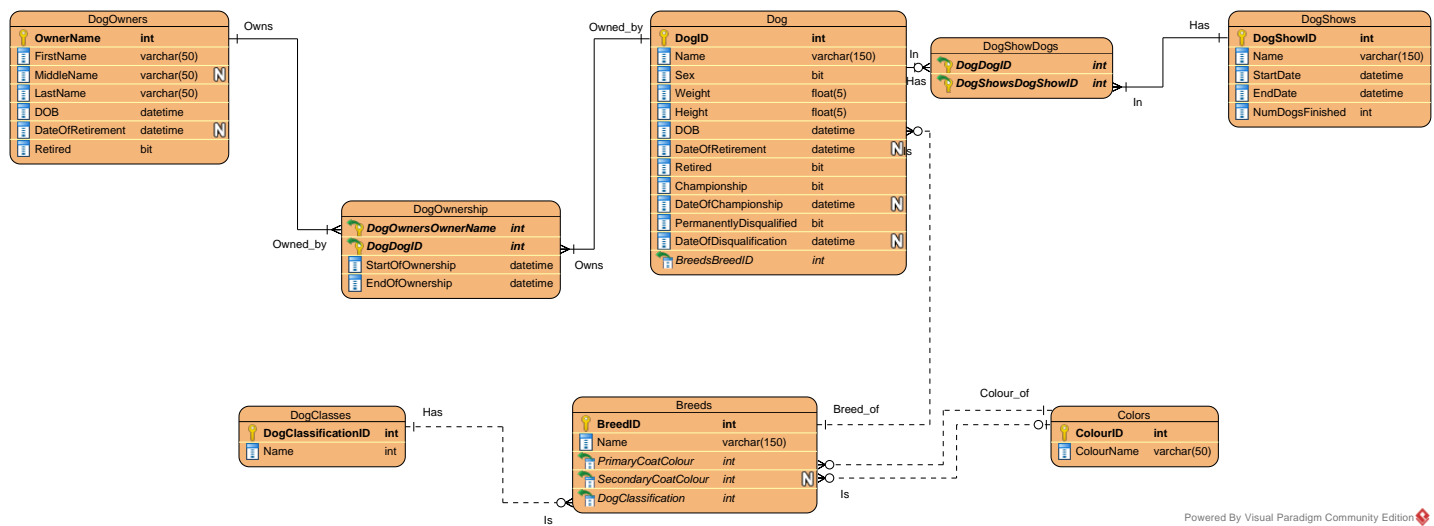 DogOwners
OwnerName int
FirstName varchar(50)
MiddleName varchar(50) N
LastName varchar(50)
DOB datetime
DateOfRetirement datetime N
Retired bit
Owns
Owned_by
DogOwnership
DogOwnersOwnerName int
DogDogID int
StartOfOwnership datetime
EndOfOwnership datetime
Owned_by
Owns
Dog
DogID int
Name varchar(150)
Sex bit
Weight float(5)
Height float(5)
DOB datetime
DateOfRetirement datetime N
Retired bit
Championship bit
DateOfChampionship datetime N
PermanentlyDisqualified bit
DateOfDisqualification datetime N
BreedsBreedID int
In
Has
Is
DogShowDogs
DogDogID int
DogShowsDogShowID int
Has
In
DogShows
DogShowID int
Name varchar(150)
StartDate datetime
EndDate datetime
NumDogsFinished int
DogClasses
DogClassificationID int
Name int
Has
Is
Breeds
BreedID int
Name varchar(150)
PrimaryCoatColour int
SecondaryCoatColour int N
DogClassification int
Breed_of
Colour_of
Is
Colors
ColourID int
ColourName varchar(50)
Powered By Visual Paradigm Community Edition